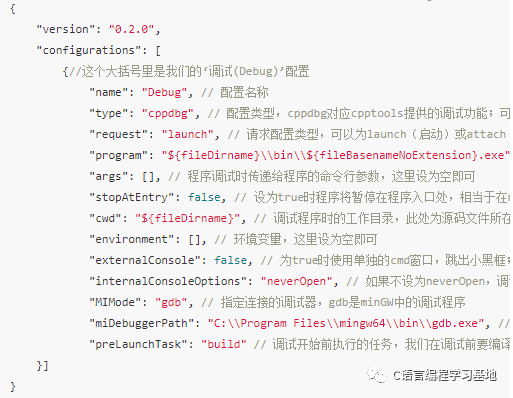 {
"version": "0.2.0",
"configurations": [
{//这个大括号里是我们的‘调试(Debug)’配置
"name": "Debug", // 配置名称
"type": "cppdbg", // 配置类型，cppdbg对应cpptools提供的调试功能；可
"request": "launch", // 请求配置类型，可以为launch（启动）或attach
"program": "${fileDirname}\\bin\\${fileBasenameNoExtension}.exe"
"args": [], // 程序调试时传递给程序的命令行参数，这里设为空即可
"stopAtEntry": false, // 设为true时程序将暂停在程序入口处，相当于在
"cwd": "${fileDirname}", // 调试程序时的工作目录，此处为源码文件所在
"environment": [], // 环境变量，这里设为空即可
"externalConsole": false, // 为true时使用单独的cmd窗口，跳出小黑框；
"internalConsoleOptions": "neverOpen", // 如果不设为neverOpen，调
"MIMode": "gdb", // 指定连接的调试器，gdb是minGW中的调试程序
"miDebuggerPath": "C:\\Program Files\\mingw64\\bin\\gdb.exe", //
"preLaunchTask": "build" // 调试开始前执行的任务，我们在调试前要编译
}]
C语言编程学习基地
}